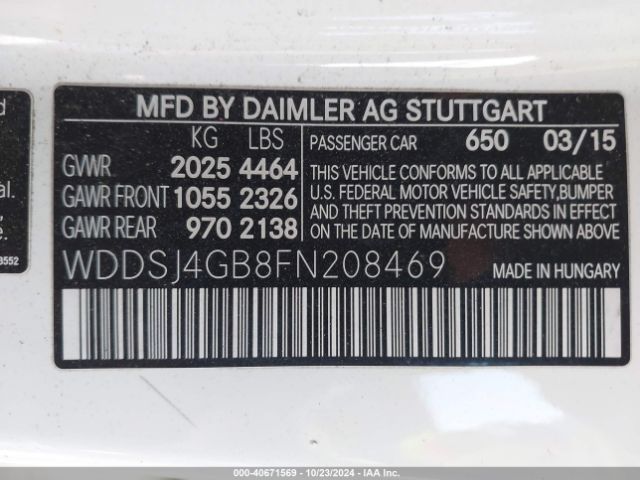 MFD BY DAIMLER AG STUTTGART
KG LBS
GVWR 2025 4464
GAWR FRONT 1055 2326
GAWR REAR 970 2138
PASSENGER CAR 650 03/15
THIS VEHICLE CONFORMS TO ALL APPLICABLE
U.S. FEDERAL MOTOR VEHICLE SAFETY,BUMPER
AND THEFT PREVENTION STANDARDS IN EFFECT
ON THE DATE OF MANUFACTURE SHOWN ABOVE.
WDDSJ4GB8FN208469 MADE IN HUNGARY
000-40671569 | 10/23/2024 | IAA Inc.